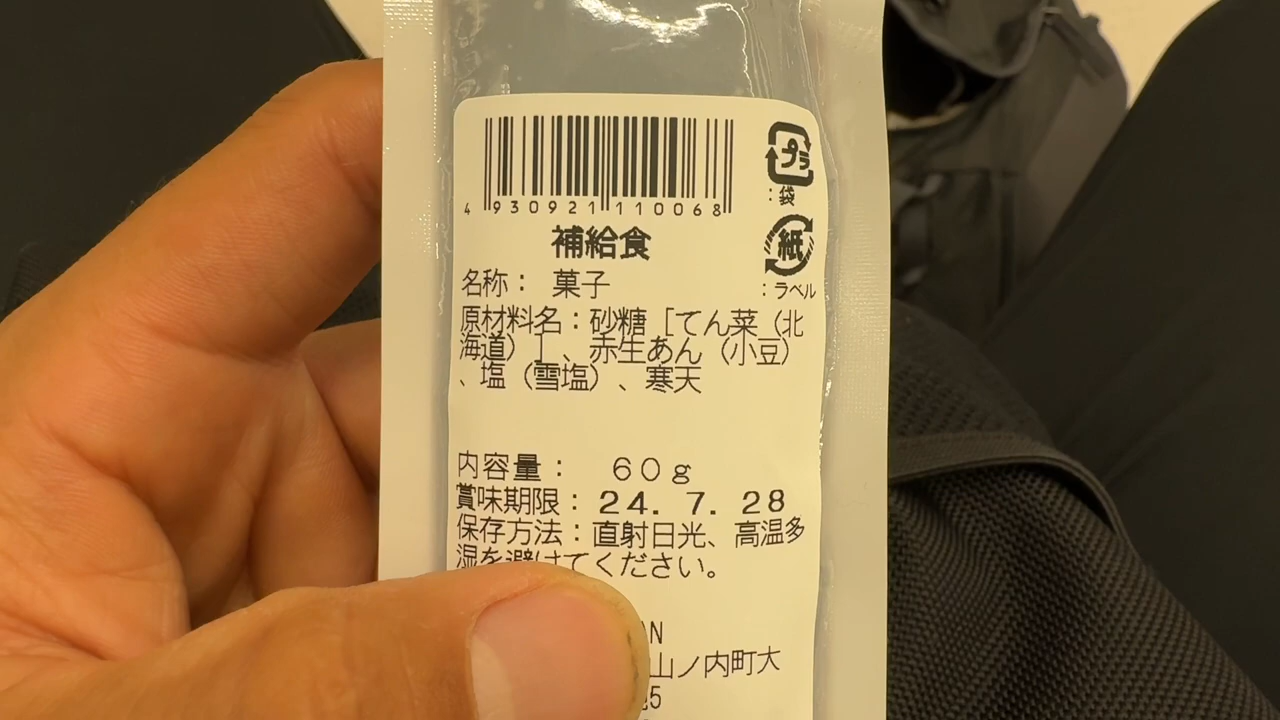 4 930921 110068
プラ
：袋
補給食
紙
：ラベル
名称： 菓子
原材料名：砂糖［てん菜（北
海道）］、赤生あん（小豆）
、塩（雪塩）、寒天
内容量： 60g
賞味期限：24. 7. 28
保存方法：直射日光、高温多
湿を避けてください。
N
山ノ内町大
5